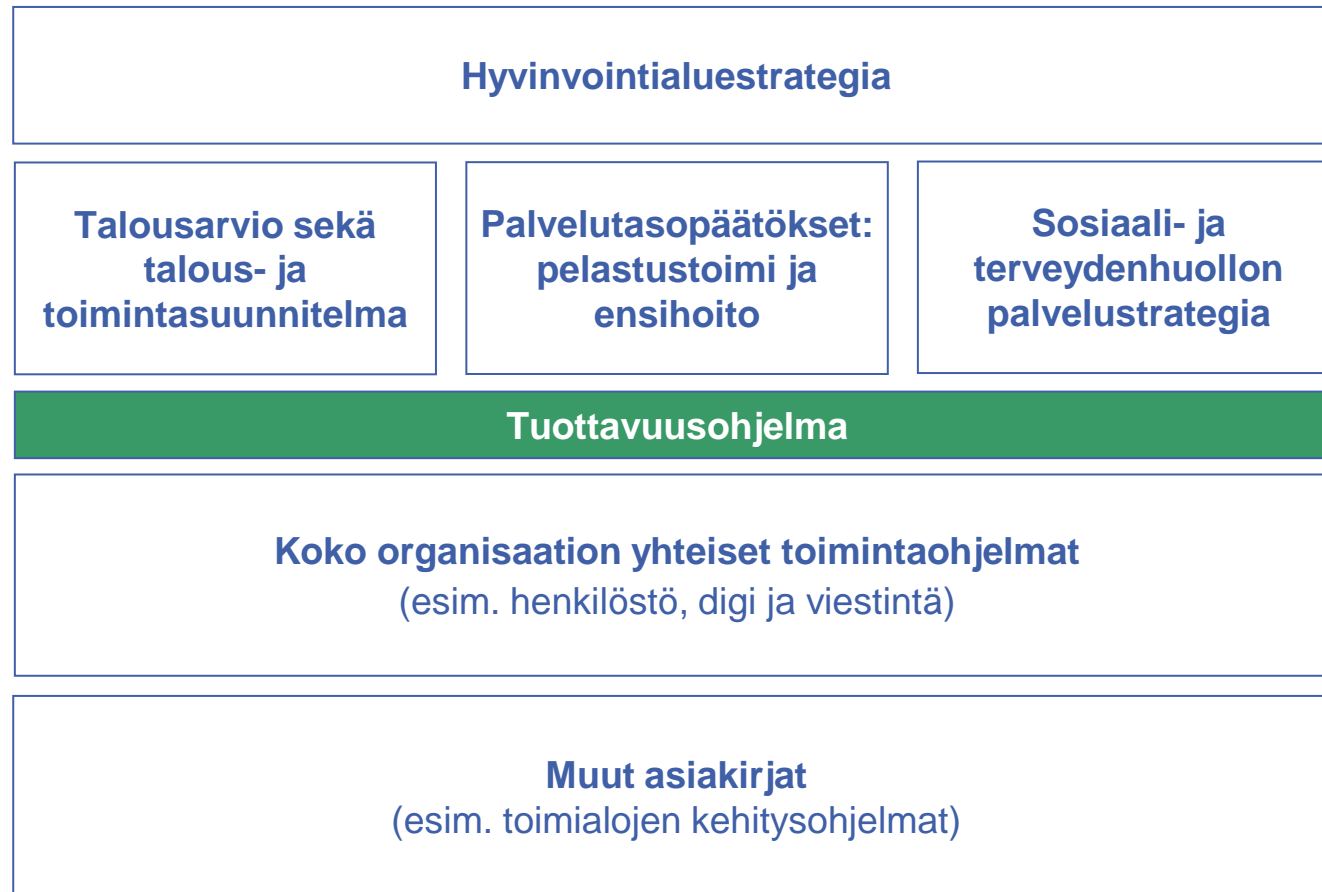 Hyvinvointialuestrategia
Talousarvio sekä
talous- ja
toimintasuunnitelma
Palvelutasopäätökset:
pelastustoimi ja
ensihoito
Sosiaali- ja
terveydenhuollon
palvelustrategia
Tuottavuusohjelma
Koko organisaation yhteiset toimintaohjelmat
(esim. henkilöstö, digi ja viestintä)
Muut asiakirjat
(esim. toimialojen kehitysohjelmat)